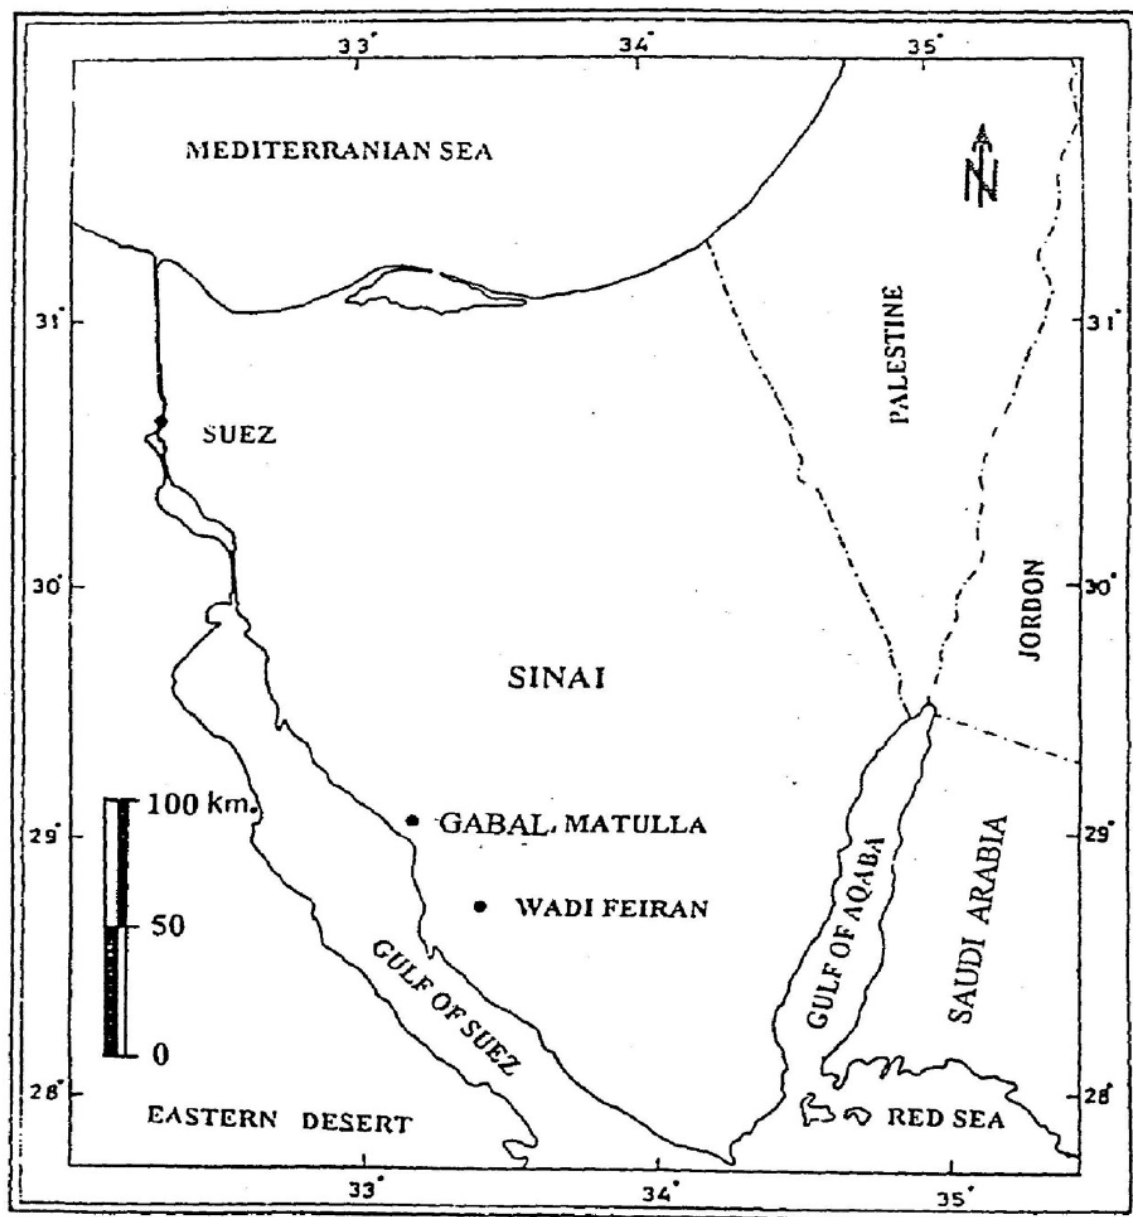 33° 34° 35°
MEDITERRANIAN SEA
N
31° 31°
PALESTINE
SUEZ
30° 30°
JORDON
SINAI
100 km.
GABAL. MATULLA
29° 29°
WADI FEIRAN
50
GULF OF AQABA
SAUDI ARABIA
GULF OF SUEZ
0
28° 28°
EASTERN DESERT
RED SEA
33° 34° 35°